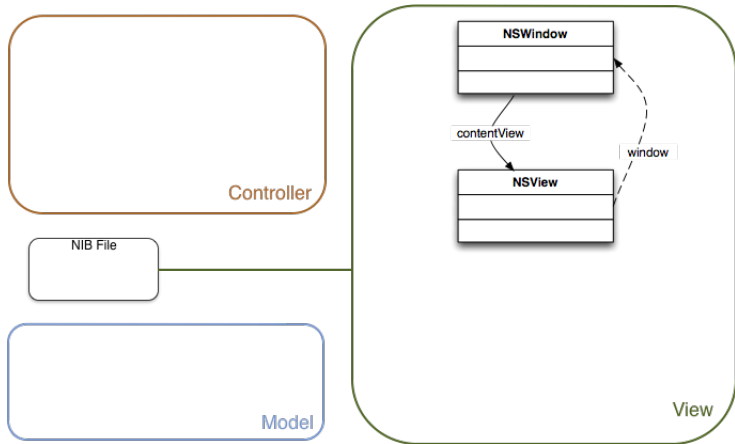 NSWindow
contentView
window
NSView
Controller
NIB File
Model
View